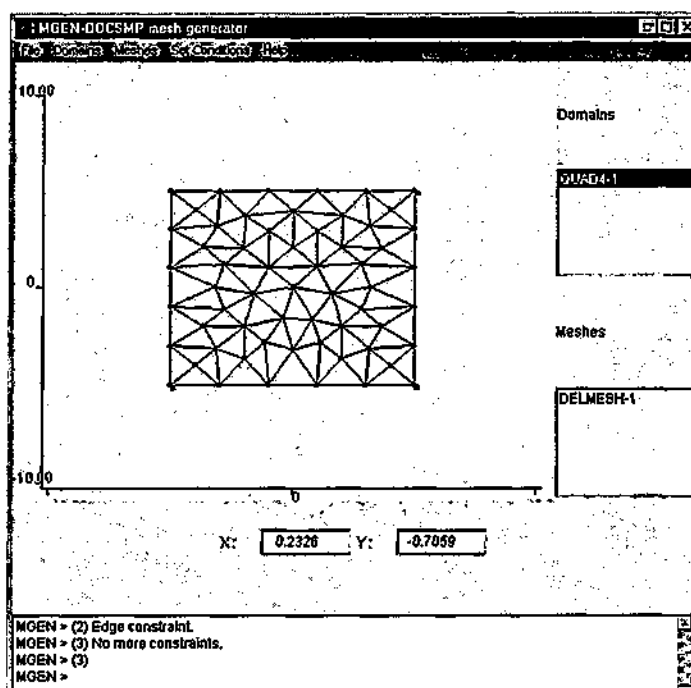 MGEN-DOCSMP mesh generator
File Domains Meshes Set Conditions Help
10.00
Domains
QUAD4-1
0.
Meshes
DELMESH-1
-10.00
0
X: 0.2326 Y: -0.7059
MGEN > (2) Edge constraint.
MGEN > (3) No more constraints.
MGEN > (3)
MGEN >